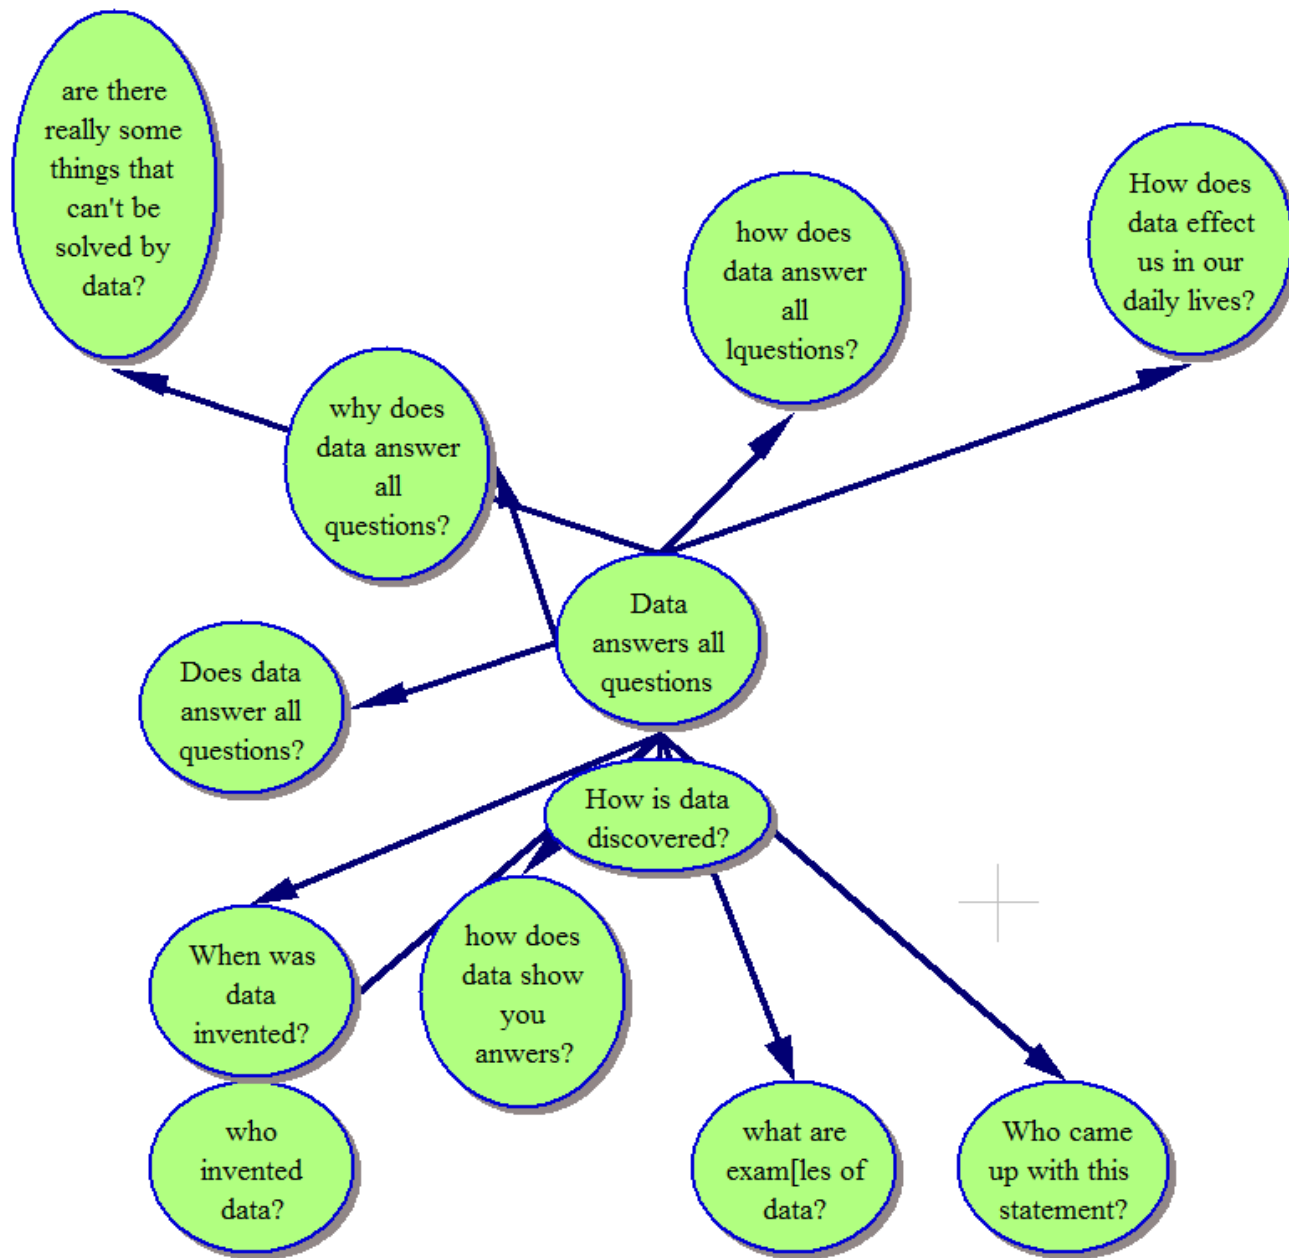 are there
really some
things that
can't be
solved by
data?
How does
data effect
us in our
daily lives?
how does
data answer
all
lquestions?
why does
data answer
all
questions?
Data
answers all
questions
Does data
answer all
questions?
How is data
discovered?
When was
data
invented?
how does
data show
you
anwers?
who
invented
data?
what are
exam[les of
data?
Who came
up with this
statement?